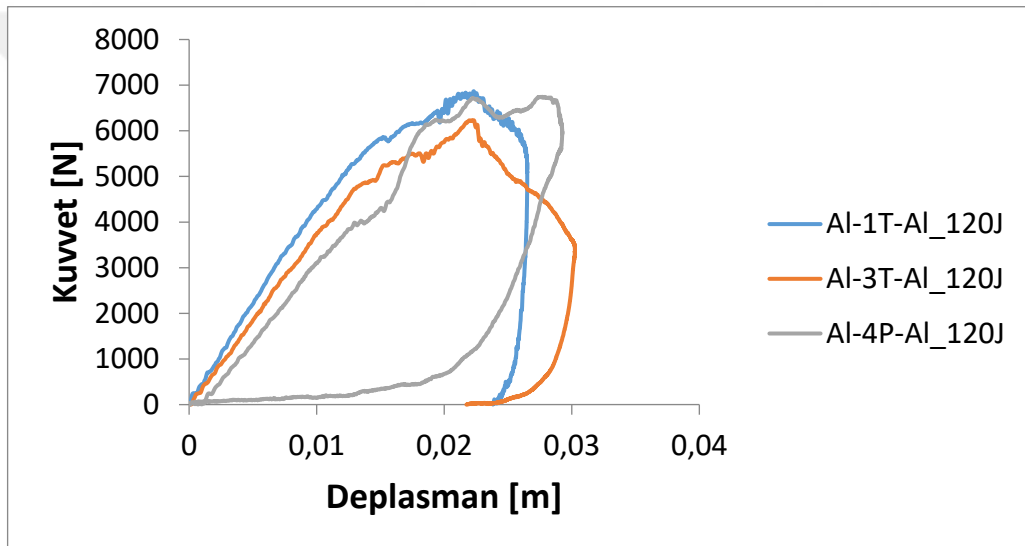 8000
7000
6000
5000
4000
3000
2000
1000
0
Kuvvet [N]
0 0,01 0,02 0,03 0,04
Deplasman [m]
Al-1T-Al_120J
Al-3T-Al_120J
Al-4P-Al_120J